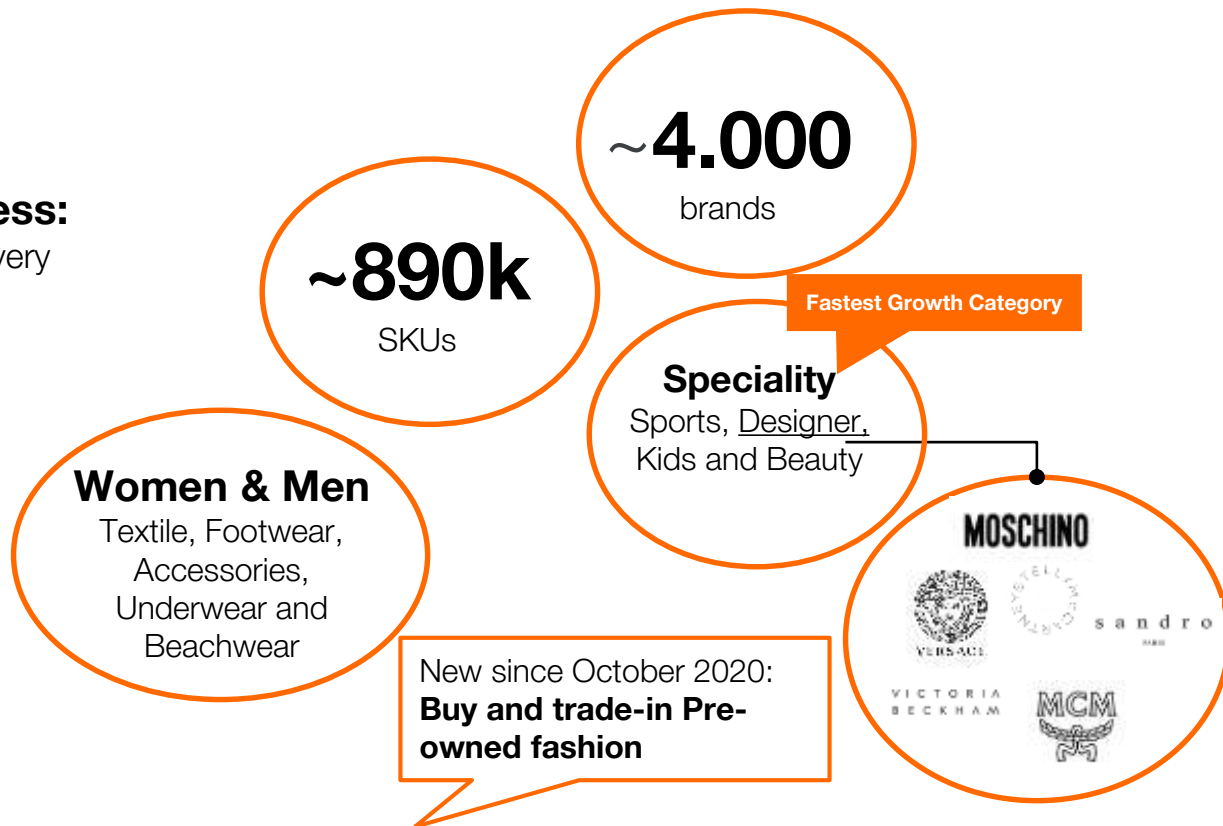 ~4.000
brands
ess:
very
~890k
SKUs
Fastest Growth Category
Speciality
Sports, Designer,
Kids and Beauty
Women & Men
Textile, Footwear,
Accessories,
Underwear and
Beachwear
MOSCHINO
STELLA McCARTNEY
VERSACE
sandro
PARIS
VICTORIA
BECKHAM
MCM
New since October 2020:
Buy and trade-in Pre-
owned fashion